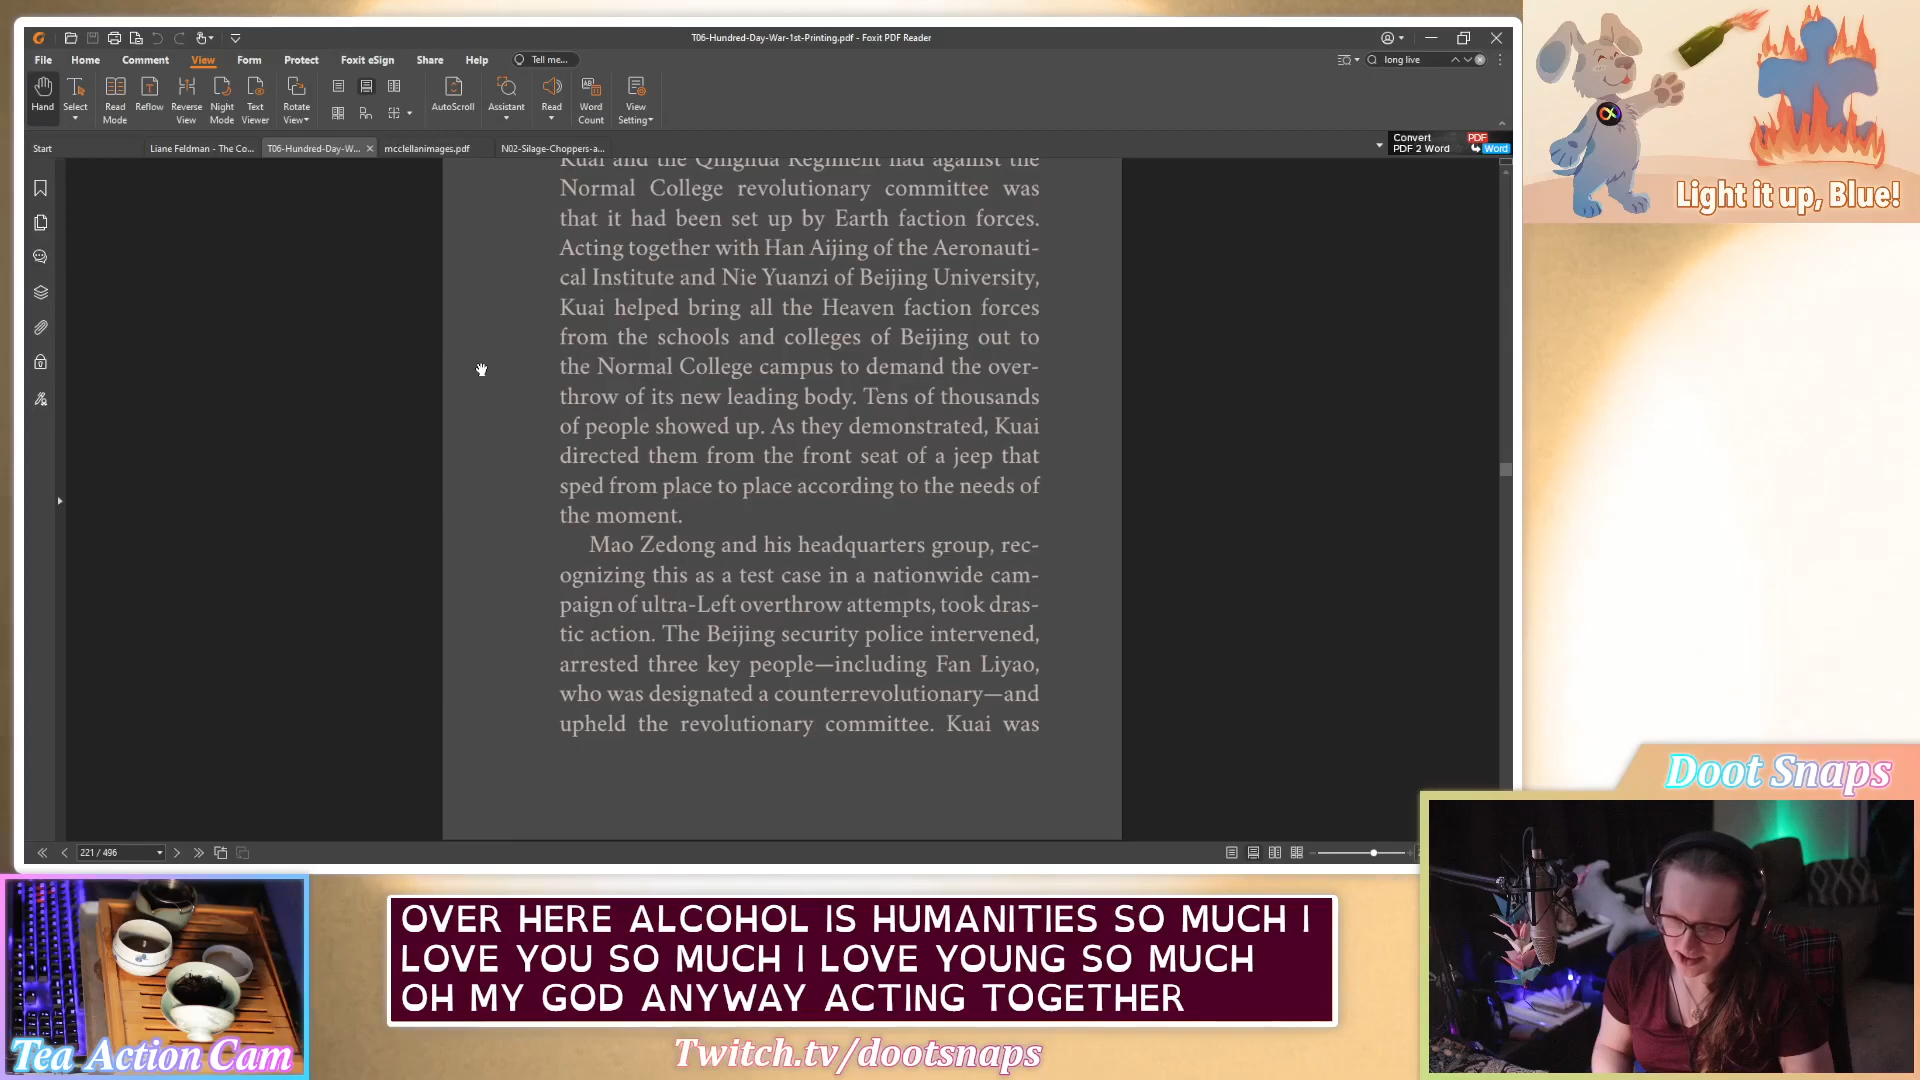 T06-Hundred-Day-War-1st-Printing.pdf - Foxit PDF Reader
File Home Comment View Form Protect Foxit eSign Share Help Tell me... long live
Hand Select Read Mode Reflow Reverse View Night Mode Text Viewer Rotate View AutoScroll Assistant Read Word Count View Setting
Start Liane Feldman - The Co... T06-Hundred-Day-W... mcclellanimages.pdf N02-Silage-Choppers-a...
Convert PDF 2 Word
PDF
Word
Kuai and the Qinghua Regiment had against the
Normal College revolutionary committee was
that it had been set up by Earth faction forces.
Acting together with Han Aijing of the Aeronauti-
cal Institute and Nie Yuanzi of Beijing University,
Kuai helped bring all the Heaven faction forces
from the schools and colleges of Beijing out to
the Normal College campus to demand the over-
throw of its new leading body. Tens of thousands
of people showed up. As they demonstrated, Kuai
directed them from the front seat of a jeep that
sped from place to place according to the needs of
the moment.
Mao Zedong and his headquarters group, rec-
ognizing this as a test case in a nationwide cam-
paign of ultra-Left overthrow attempts, took dras-
tic action. The Beijing security police intervened,
arrested three key people—including Fan Liyao,
who was designated a counterrevolutionary—and
upheld the revolutionary committee. Kuai was
221 / 496
Light it up, Blue!
Doot Snaps
OVER HERE ALCOHOL IS HUMANITIES SO MUCH I
LOVE YOU SO MUCH I LOVE YOUNG SO MUCH
OH MY GOD ANYWAY ACTING TOGETHER
Tea Action Cam
Twitch.tv/dootsnaps